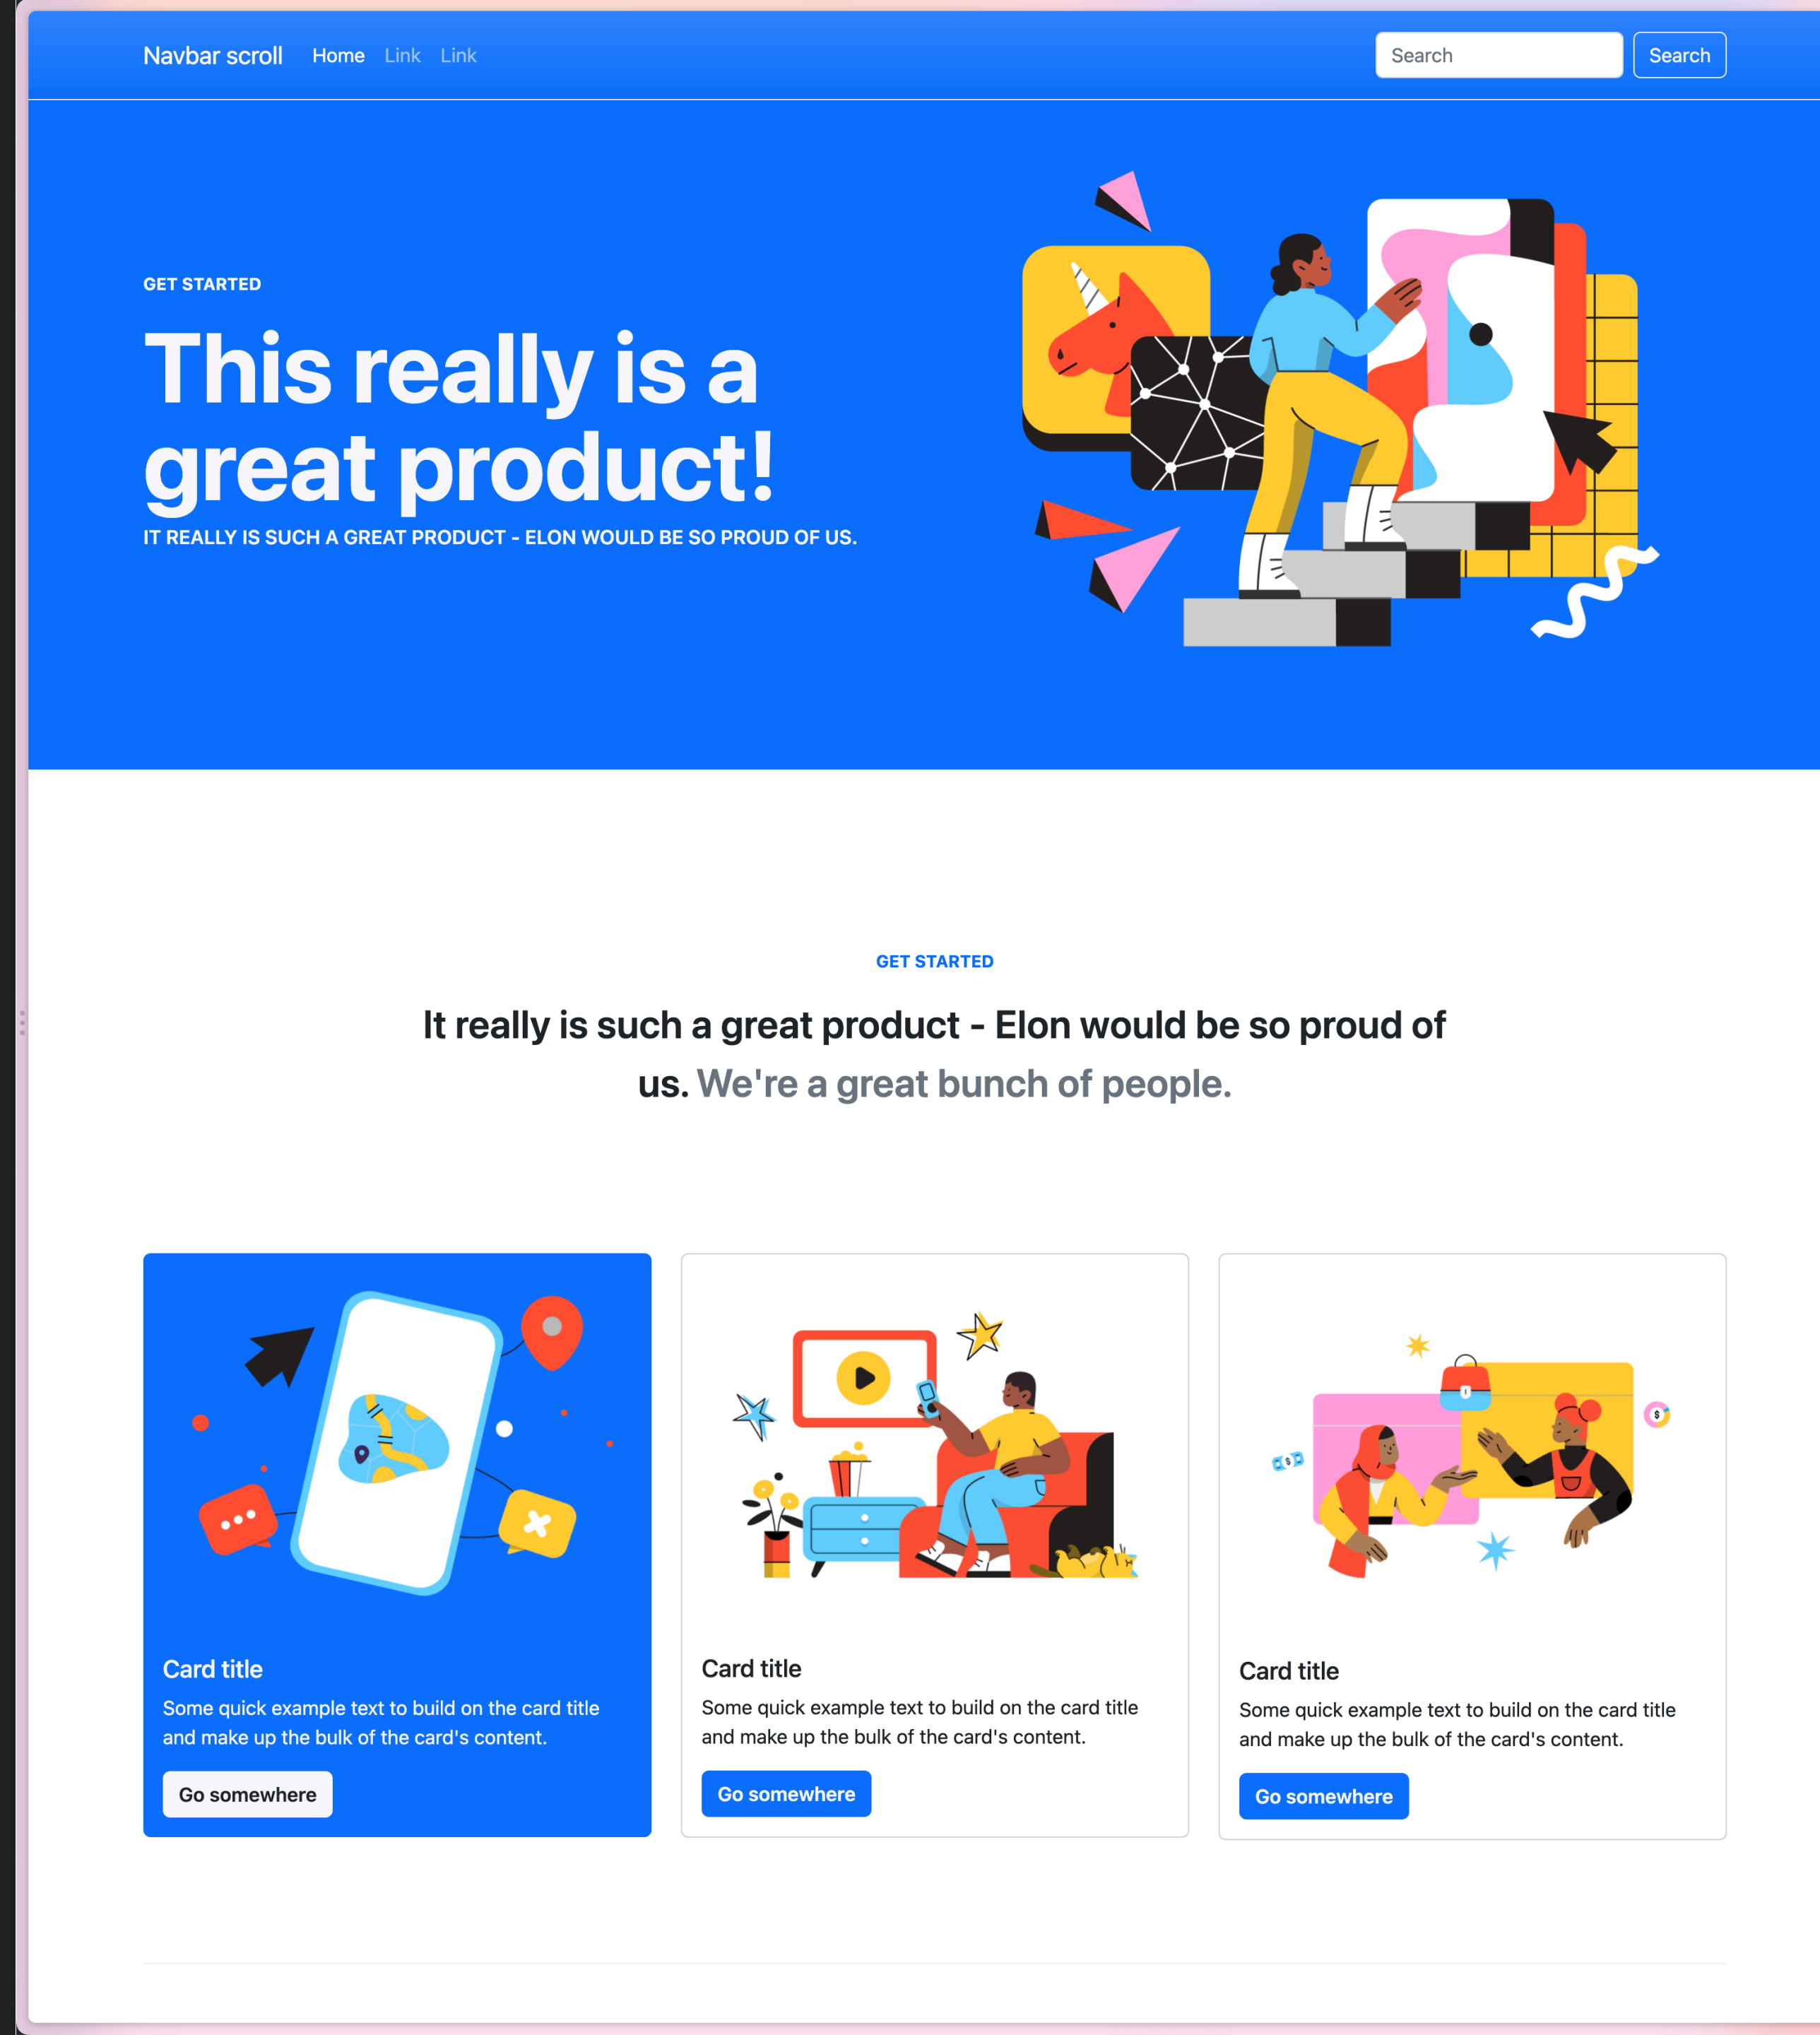 Navbar scroll Home Link Link Search Search
GET STARTED
This really is a
great product!
IT REALLY IS SUCH A GREAT PRODUCT - ELON WOULD BE SO PROUD OF US.
GET STARTED
It really is such a great product - Elon would be so proud of
us. We're a great bunch of people.
Card title
Some quick example text to build on the card title
and make up the bulk of the card's content.
Go somewhere
Card title
Some quick example text to build on the card title
and make up the bulk of the card's content.
Go somewhere
$
$
Card title
Some quick example text to build on the card title
and make up the bulk of the card's content.
Go somewhere